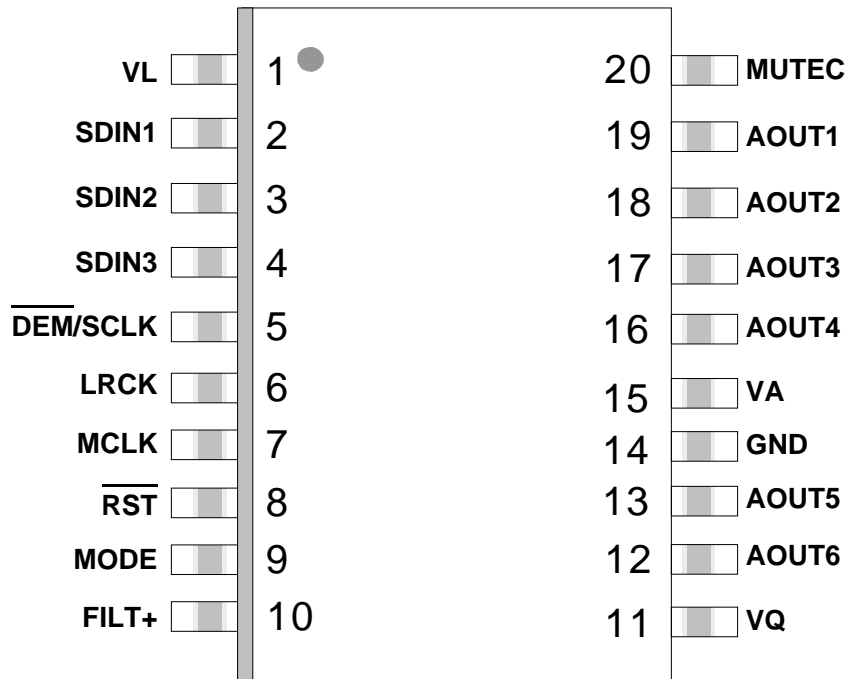 VL 1 20 MUTEC
SDIN1 2 19 AOUT1
SDIN2 3 18 AOUT2
SDIN3 4 17 AOUT3
D̅E̅M̅/SCLK 5 16 AOUT4
LRCK 6 15 VA
MCLK 7 14 GND
R̅S̅T̅ 8 13 AOUT5
MODE 9 12 AOUT6
FILT+ 10 11 VQ